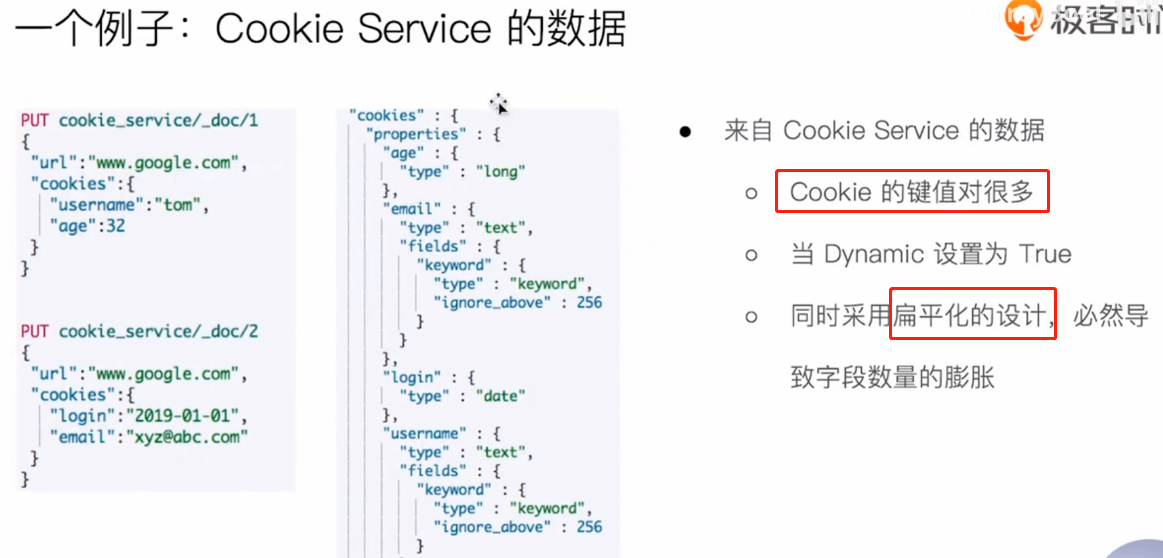 一个例子：Cookie Service 的数据
极客时
PUT cookie_service/_doc/1
{
"url":"www.google.com",
"cookies":{
"username":"tom",
"age":32
}
}
PUT cookie_service/_doc/2
{
"url":"www.google.com",
"cookies":{
"login":"2019-01-01",
"email":"xyz@abc.com"
}
}
"cookies" : {
"properties" : {
"age" : {
"type" : "long"
},
"email" : {
"type" : "text",
"fields" : {
"keyword" : {
"type" : "keyword",
"ignore_above" : 256
}
}
},
"login" : {
"type" : "date"
},
"username" : {
"type" : "text",
"fields" : {
"keyword" : {
"type" : "keyword",
"ignore_above" : 256
}
● 来自 Cookie Service 的数据
○ Cookie 的键值对很多
○ 当 Dynamic 设置为 True
○ 同时采用扁平化的设计，必然导
致字段数量的膨胀